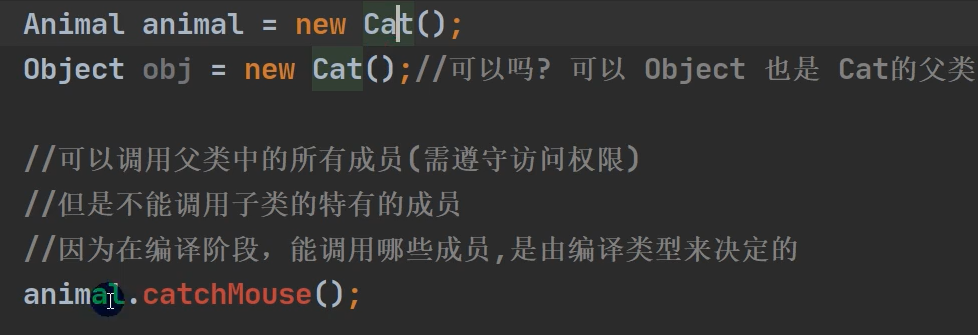 Animal animal = new Cat();
Object obj = new Cat();//可以吗? 可以 Object 也是 Cat的父类
//可以调用父类中的所有成员(需遵守访问权限)
//但是不能调用子类的特有的成员
//因为在编译阶段，能调用哪些成员,是由编译类型来决定的
animal.catchMouse();